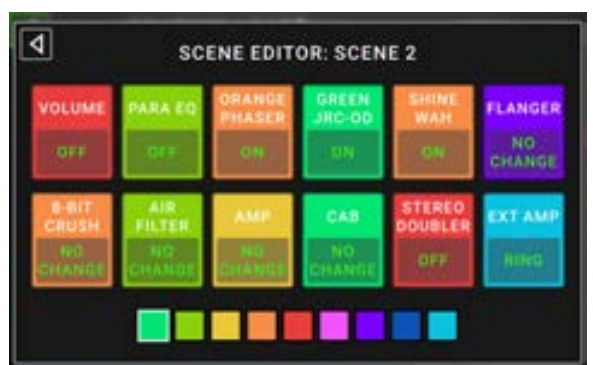 SCENE EDITOR: SCENE 2
VOLUME
OFF
PARA EQ
OFF
ORANGE
PHASER
ON
GREEN
JRC-OD
ON
SHINE
WAH
ON
FLANGER
NO
CHANGE
8-BIT
CRUSH
NO
CHANGE
AIR
FILTER
NO
CHANGE
AMP
NO
CHANGE
CAB
NO
CHANGE
STEREO
DOUBLER
OFF
EXT AMP
RING